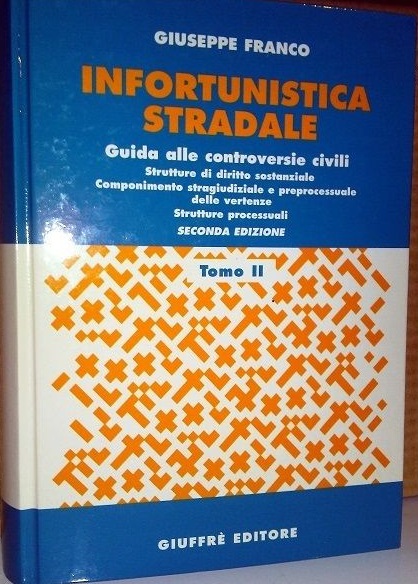 GIUSEPPE FRANCO
INFORTUNISTICA
STRADALE
Guida alle controversie civili
Strutture di diritto sostanziale
Componimento stragiudiziale e preprocessuale
delle vertenze
Strutture processuali
SECONDA EDIZIONE
Tomo II
GIUFFRÈ EDITORE